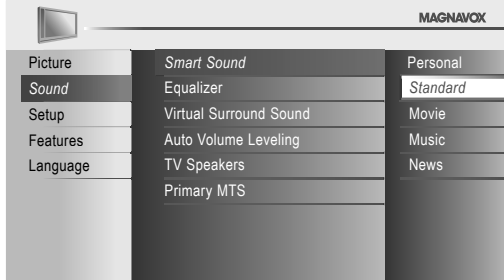 MAGNAVOX
Picture
Sound
Setup
Features
Language
Smart Sound
Equalizer
Virtual Surround Sound
Auto Volume Leveling
TV Speakers
Primary MTS
Personal
Standard
Movie
Music
News